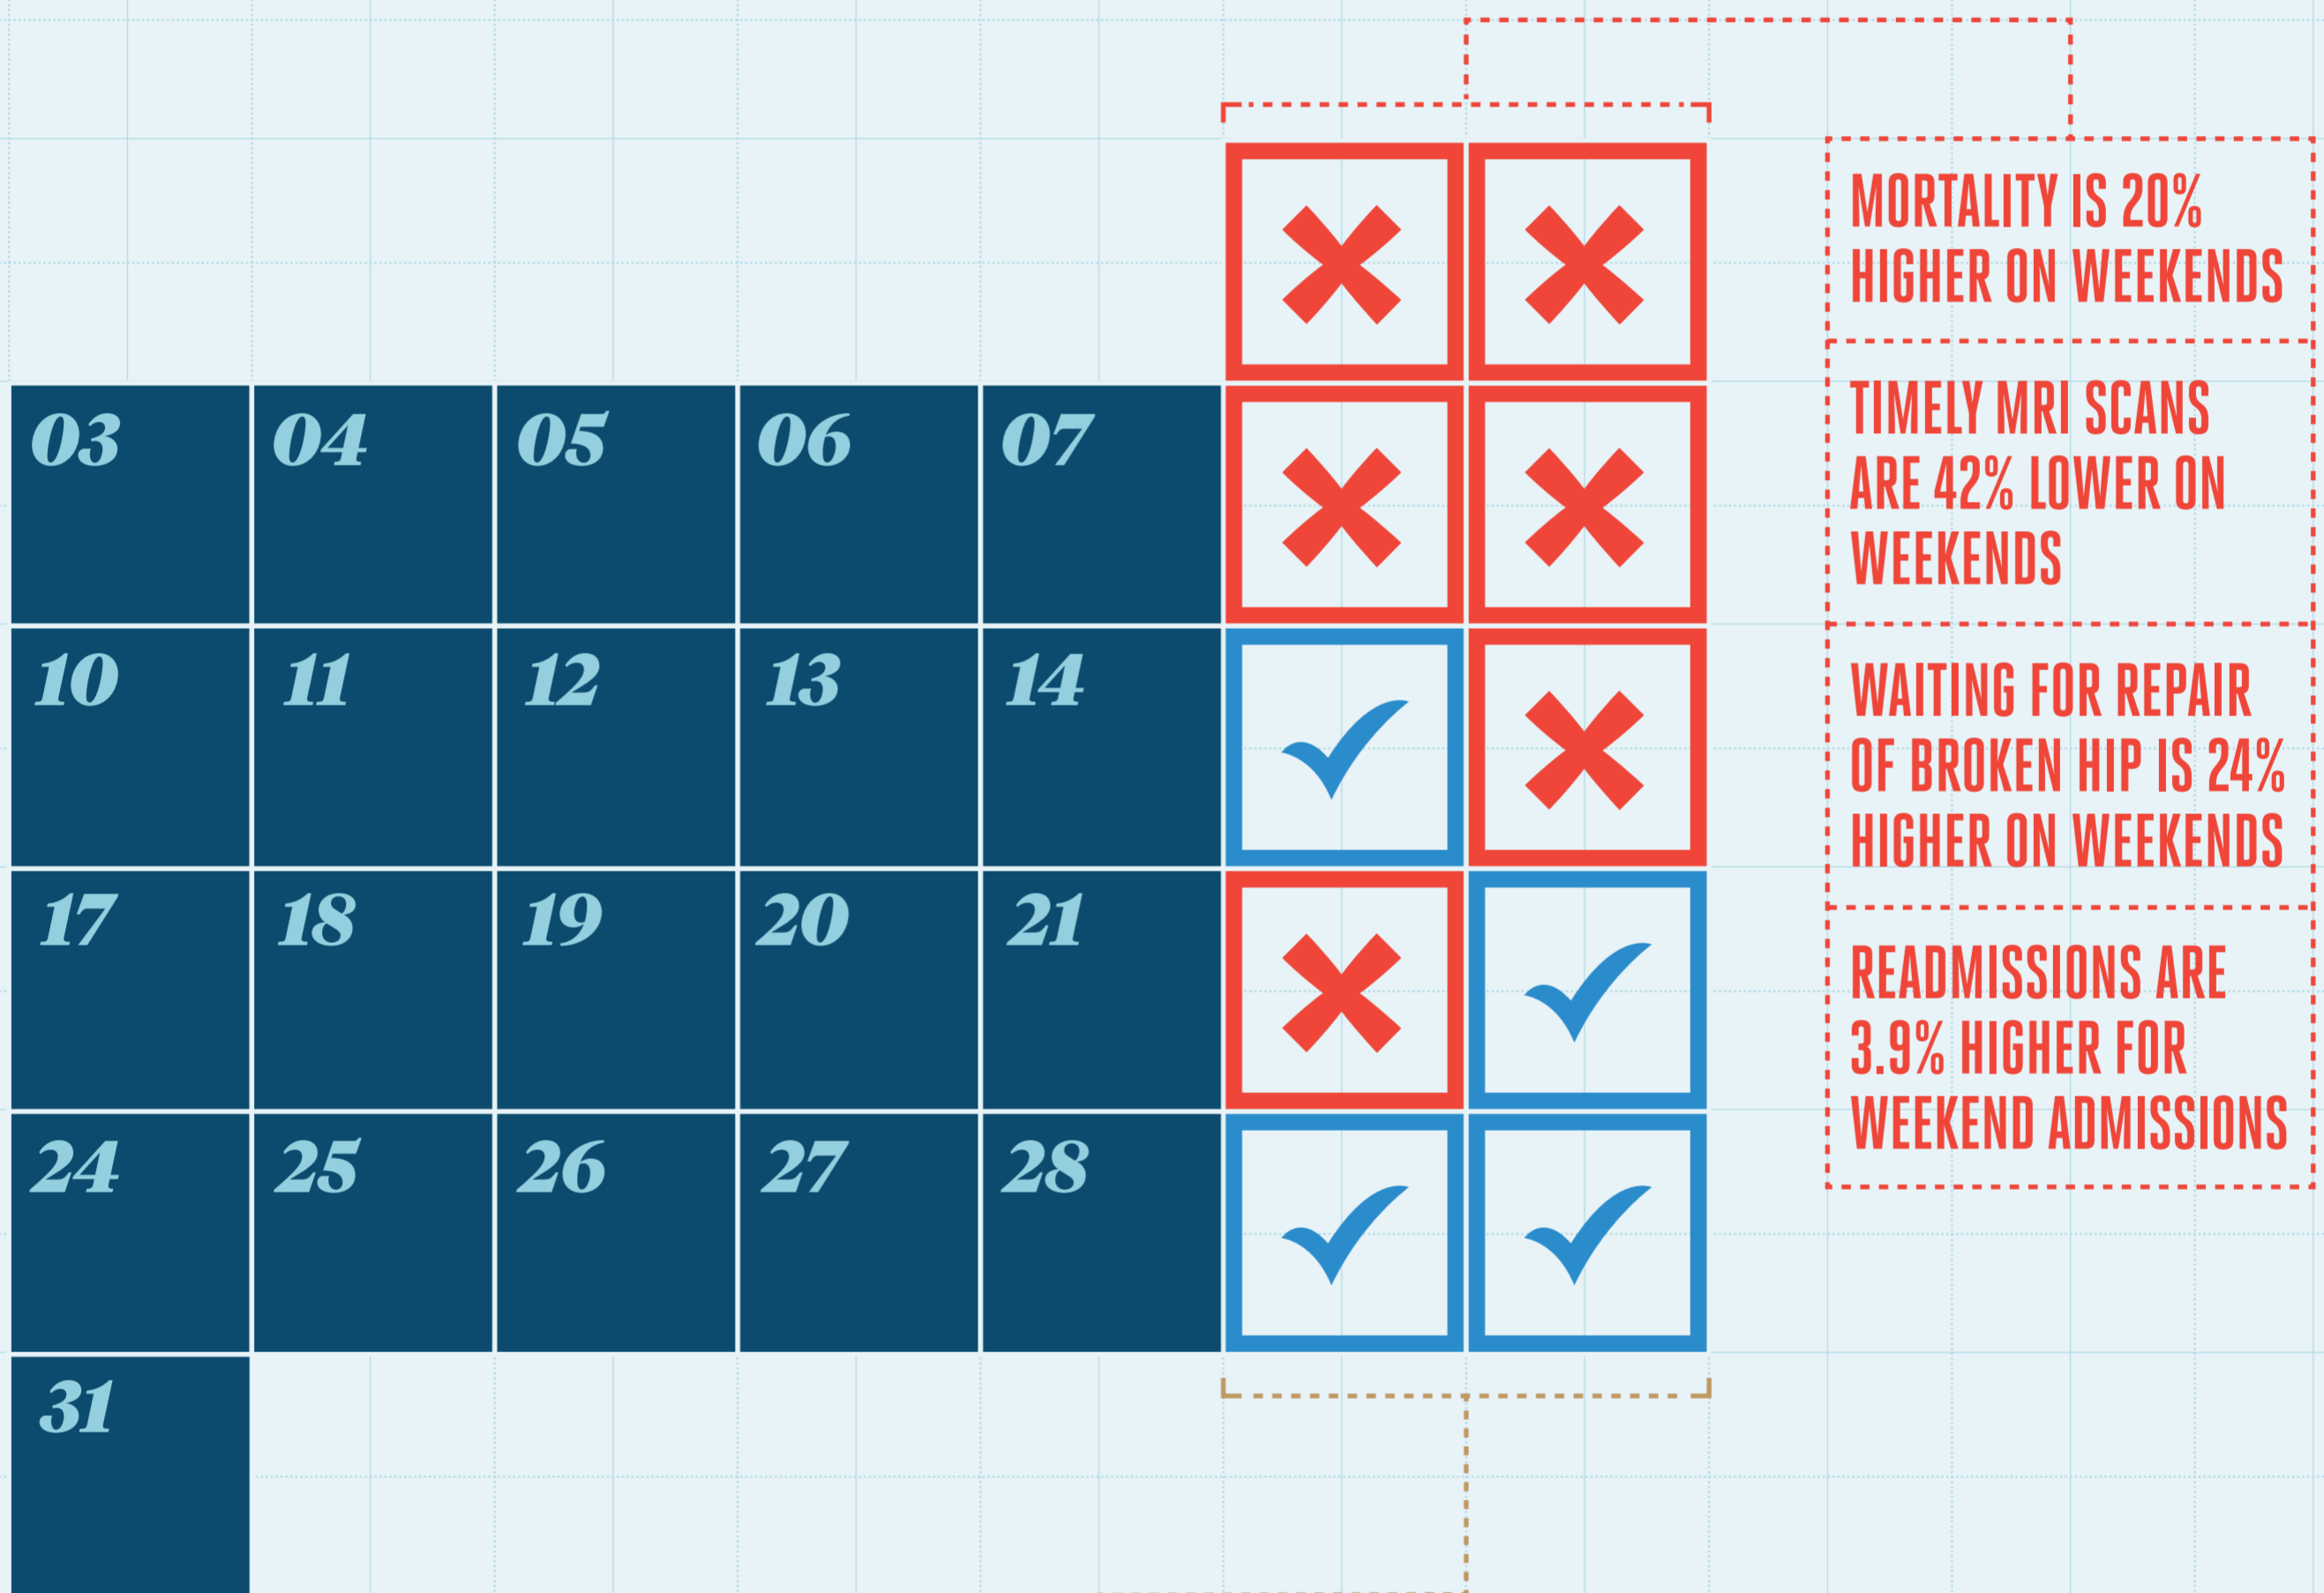 MORTALITY IS 20%
HIGHER ON WEEKENDS
TIMELY MRI SCANS
ARE 42% LOWER ON
WEEKENDS
WAITING FOR REPAIR
OF BROKEN HIP IS 24%
HIGHER ON WEEKENDS
READMISSIONS ARE
3.9% HIGHER FOR
WEEKEND ADMISSIONS
03 04 05 06 07
10 11 12 13 14
17 18 19 20 21
24 25 26 27 28
31